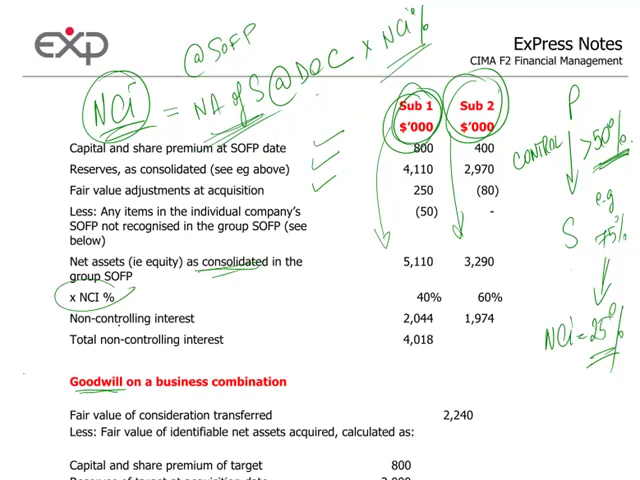 exp
ExPress Notes
CIMA F2 Financial Management
@SOFP
NCi = NA of S @ DOC x NCi%
Sub 1 Sub 2
$'000 $'000
Capital and share premium at SOFP date 800 400
Reserves, as consolidated (see eg above) 4,110 2,970
Fair value adjustments at acquisition 250 (80)
Less: Any items in the individual company's
SOFP not recognised in the group SOFP (see
below) (50) -
Net assets (ie equity) as consolidated in the
group SOFP 5,110 3,290
x NCI % 40% 60%
Non-controlling interest 2,044 1,974
Total non-controlling interest 4,018
P
CONTROL >50%
e.g
S 75%
NCi = 25%
Goodwill on a business combination
Fair value of consideration transferred 2,240
Less: Fair value of identifiable net assets acquired, calculated as:
Capital and share premium of target 800